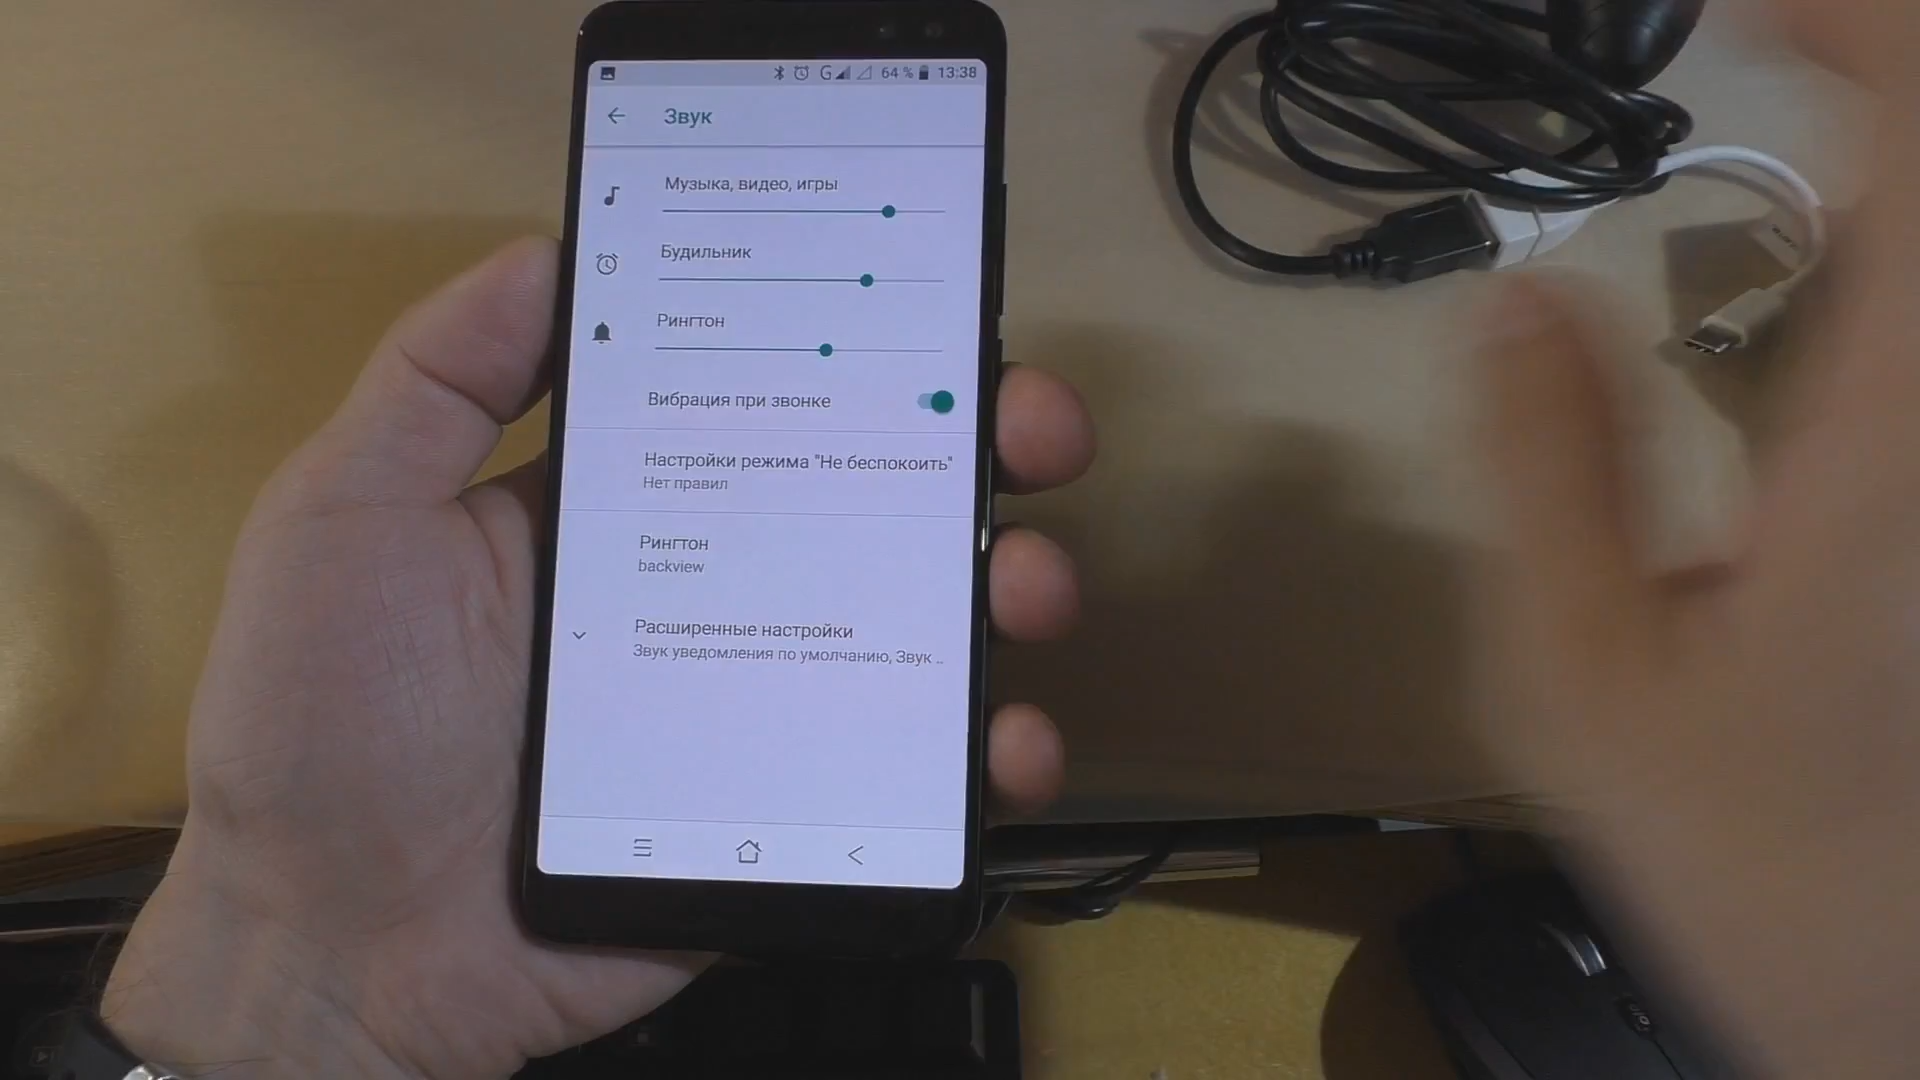 G 64 % 13:38
Звук
Музыка, видео, игры
Будильник
Рингтон
Вибрация при звонке
Настройки режима "Не беспокоить"
Нет правил
Рингтон
backview
Расширенные настройки
Звук уведомления по умолчанию, Звук ..